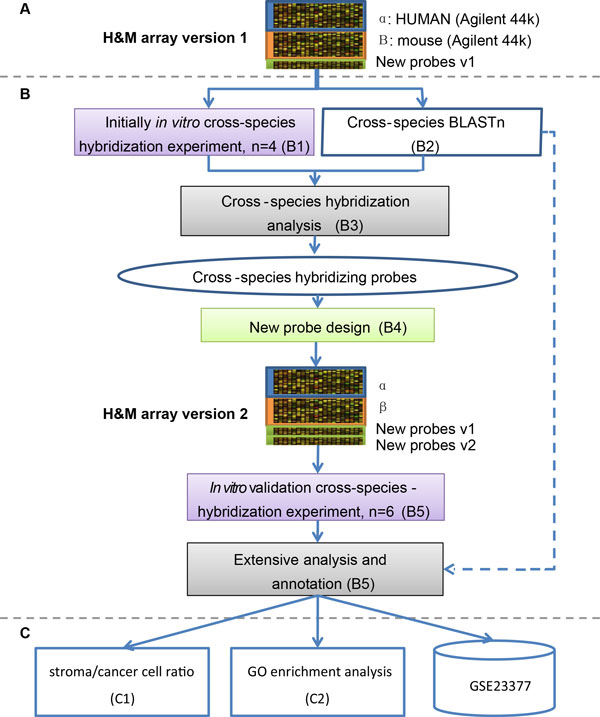 A
H&M array version 1
α: HUMAN (Agilent 44k)
Β: mouse (Agilent 44k)
New probes v1
B
Initially in vitro cross-species
hybridization experiment, n=4 (B1)
Cross-species BLASTn
(B2)
Cross-species hybridization
analysis (B3)
Cross-species hybridizing probes
New probe design (B4)
H&M array version 2
α
β
New probes v1
New probes v2
In vitro validation cross-species -
hybridization experiment, n=6 (B5)
Extensive analysis and
annotation (B5)
C
stroma/cancer cell ratio
(C1)
GO enrichment analysis
(C2)
GSE23377